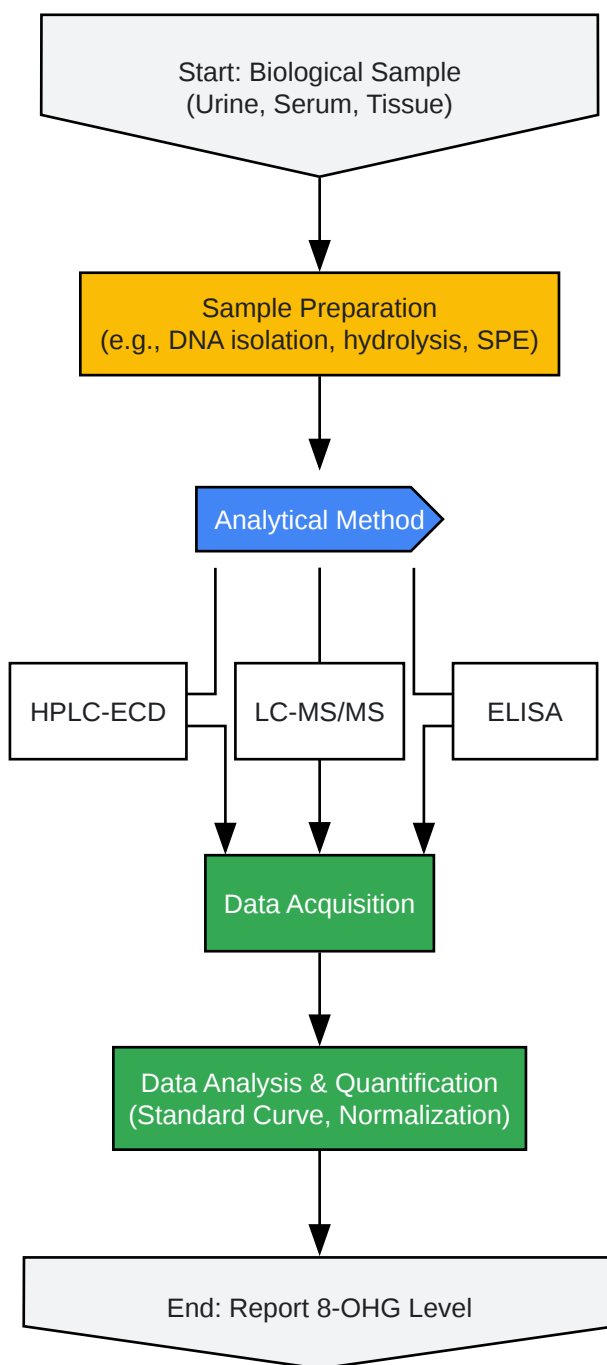 Start: Biological Sample
(Urine, Serum, Tissue)
Sample Preparation
(e.g., DNA isolation, hydrolysis, SPE)
Analytical Method
HPLC-ECD
LC-MS/MS
ELISA
Data Acquisition
Data Analysis & Quantification
(Standard Curve, Normalization)
End: Report 8-OHG Level